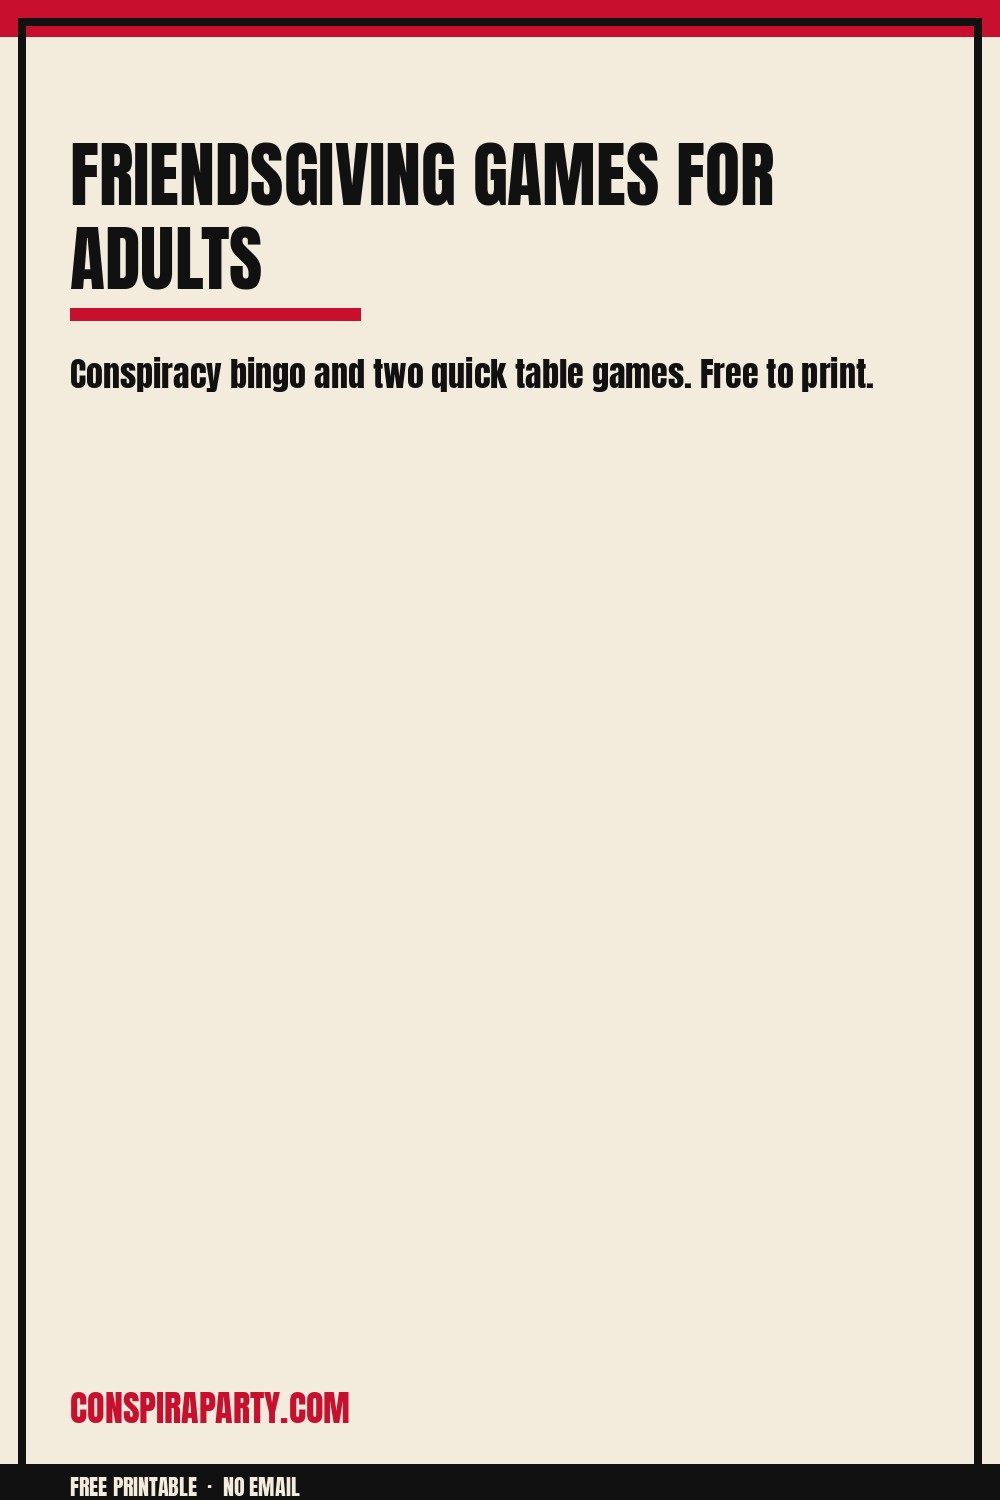 FRIENDSGIVING GAMES FOR
ADULTS
Conspiracy bingo and two quick table games. Free to print.
CONSPIRAPARTY.COM
FREE PRINTABLE · NO EMAIL